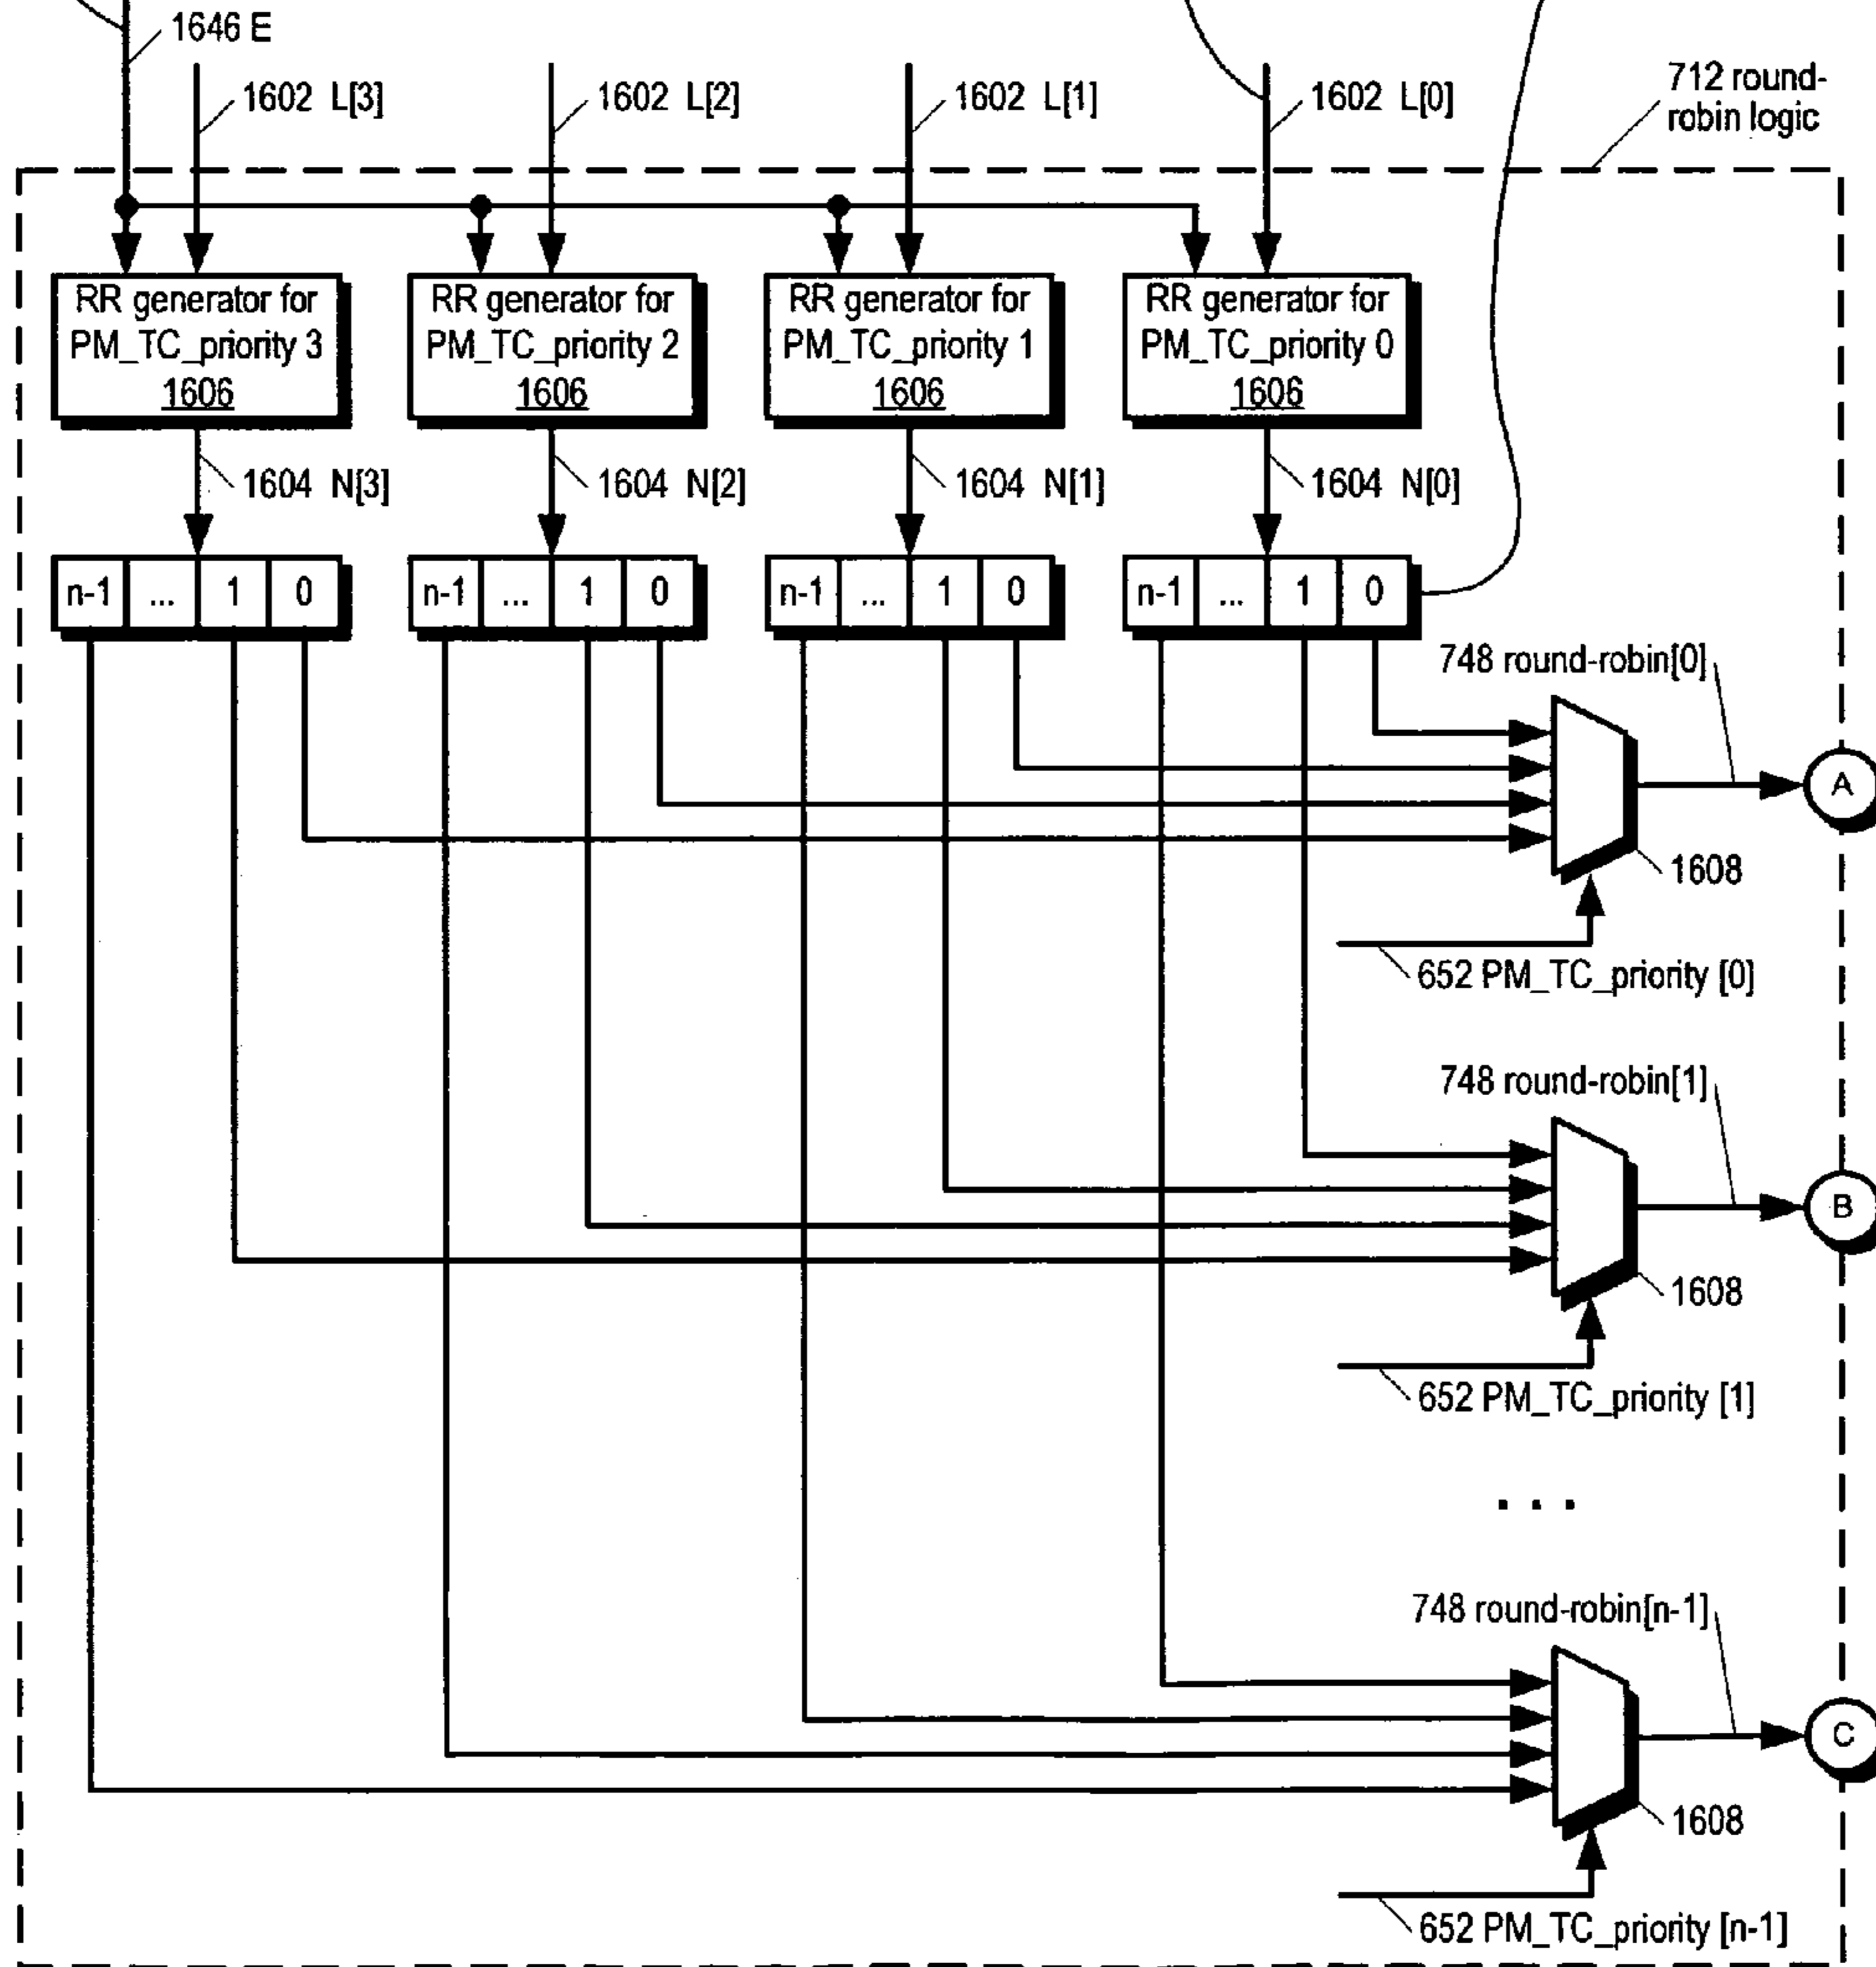 1646 E
1602 L[3]
1602 L[2]
1602 L[1]
1602 L[0]
712 round-
robin logic
RR generator for
PM_TC_priority 3
1606
RR generator for
PM_TC_priority 2
1606
RR generator for
PM_TC_priority 1
1606
RR generator for
PM_TC_priority 0
1606
1604 N[3]
1604 N[2]
1604 N[1]
1604 N[0]
n-1 ... 1 0
n-1 ... 1 0
n-1 ... 1 0
n-1 ... 1 0
748 round-robin[0]
A
1608
652 PM_TC_priority [0]
748 round-robin[1]
B
1608
652 PM_TC_priority [1]
. . .
748 round-robin[n-1]
C
1608
652 PM_TC_priority [n-1]